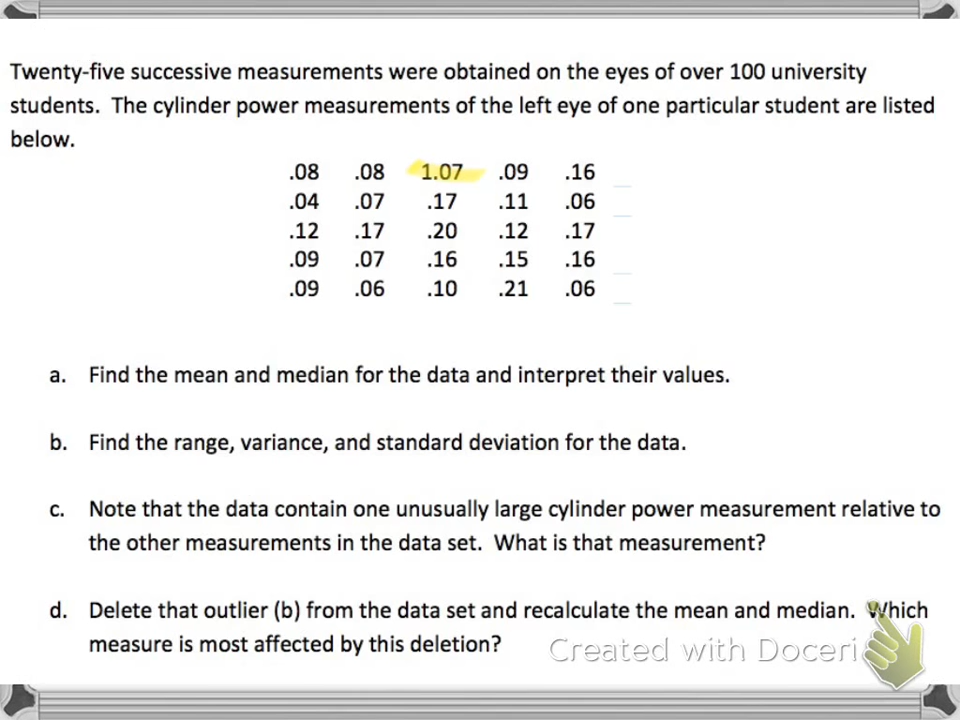 Twenty-five successive measurements were obtained on the eyes of over 100 university
students.  The cylinder power measurements of the left eye of one particular student are listed
below.
.08 .08 1.07 .09 .16
.04 .07 .17 .11 .06
.12 .17 .20 .12 .17
.09 .07 .16 .15 .16
.09 .06 .10 .21 .06
a. Find the mean and median for the data and interpret their values.
b. Find the range, variance, and standard deviation for the data.
c. Note that the data contain one unusually large cylinder power measurement relative to
the other measurements in the data set.  What is that measurement?
d. Delete that outlier (b) from the data set and recalculate the mean and median.  Which
measure is most affected by this deletion?
Created with Doceri